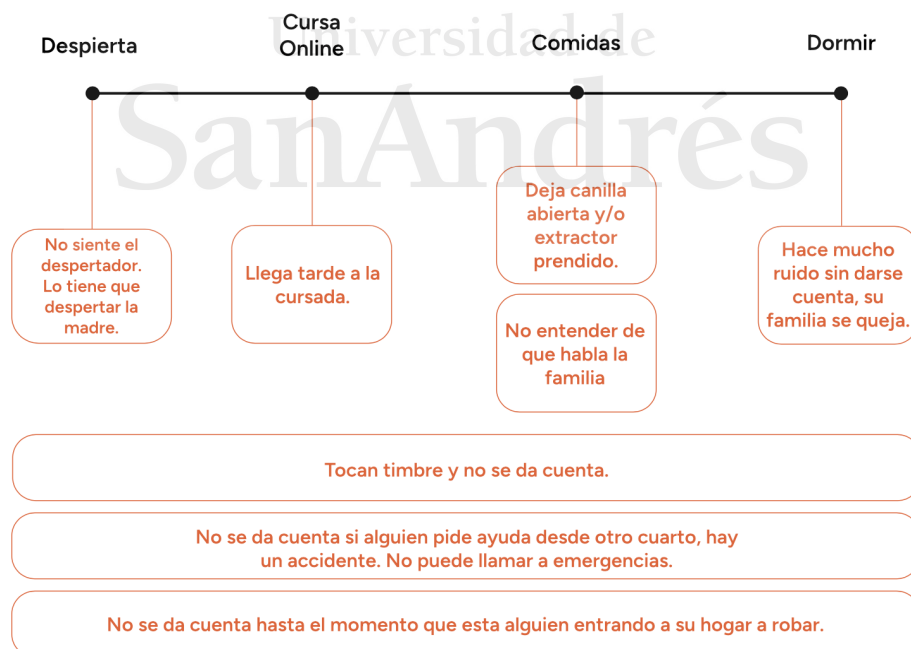 Universidad de
SanAndrés
Despierta
Cursa
Online
Comidas
Dormir
No siente el
despertador.
Lo tiene que
despertar la
madre.
Llega tarde a la
cursada.
Deja canilla
abierta y/o
extractor
prendido.
No entender de
que habla la
familia
Hace mucho
ruido sin darse
cuenta, su
familia se queja.
Tocan timbre y no se da cuenta.
No se da cuenta si alguien pide ayuda desde otro cuarto, hay
un accidente. No puede llamar a emergencias.
No se da cuenta hasta el momento que esta alguien entrando a su hogar a robar.